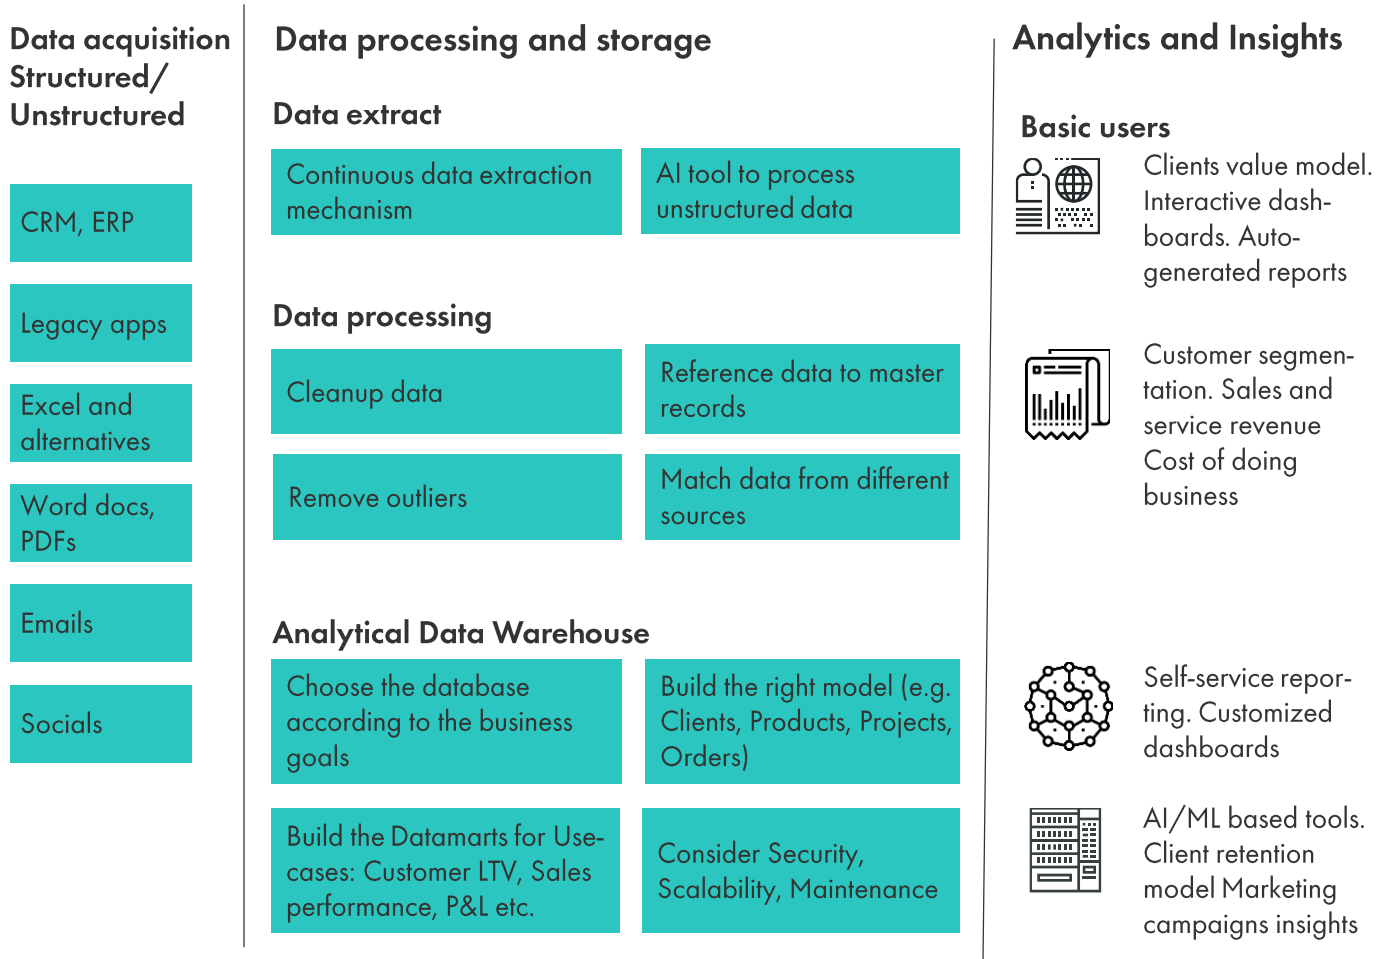 Data acquisition
Structured/
Unstructured
CRM, ERP
Legacy apps
Excel and
alternatives
Word docs,
PDFs
Emails
Socials
Data processing and storage
Data extract
Continuous data extraction
mechanism
AI tool to process
unstructured data
Data processing
Cleanup data
Reference data to master
records
Remove outliers
Match data from different
sources
Analytical Data Warehouse
Choose the database
according to the business
goals
Build the right model (e.g.
Clients, Products, Projects,
Orders)
Build the Datamarts for Use-
cases: Customer LTV, Sales
performance, P&L etc.
Consider Security,
Scalability, Maintenance
Analytics and Insights
Basic users
Clients value model.
Interactive dash-
boards. Auto-
generated reports
Customer segmen-
tation. Sales and
service revenue
Cost of doing
business
Self-service repor-
ting. Customized
dashboards
AI/ML based tools.
Client retention
model Marketing
campaigns insights